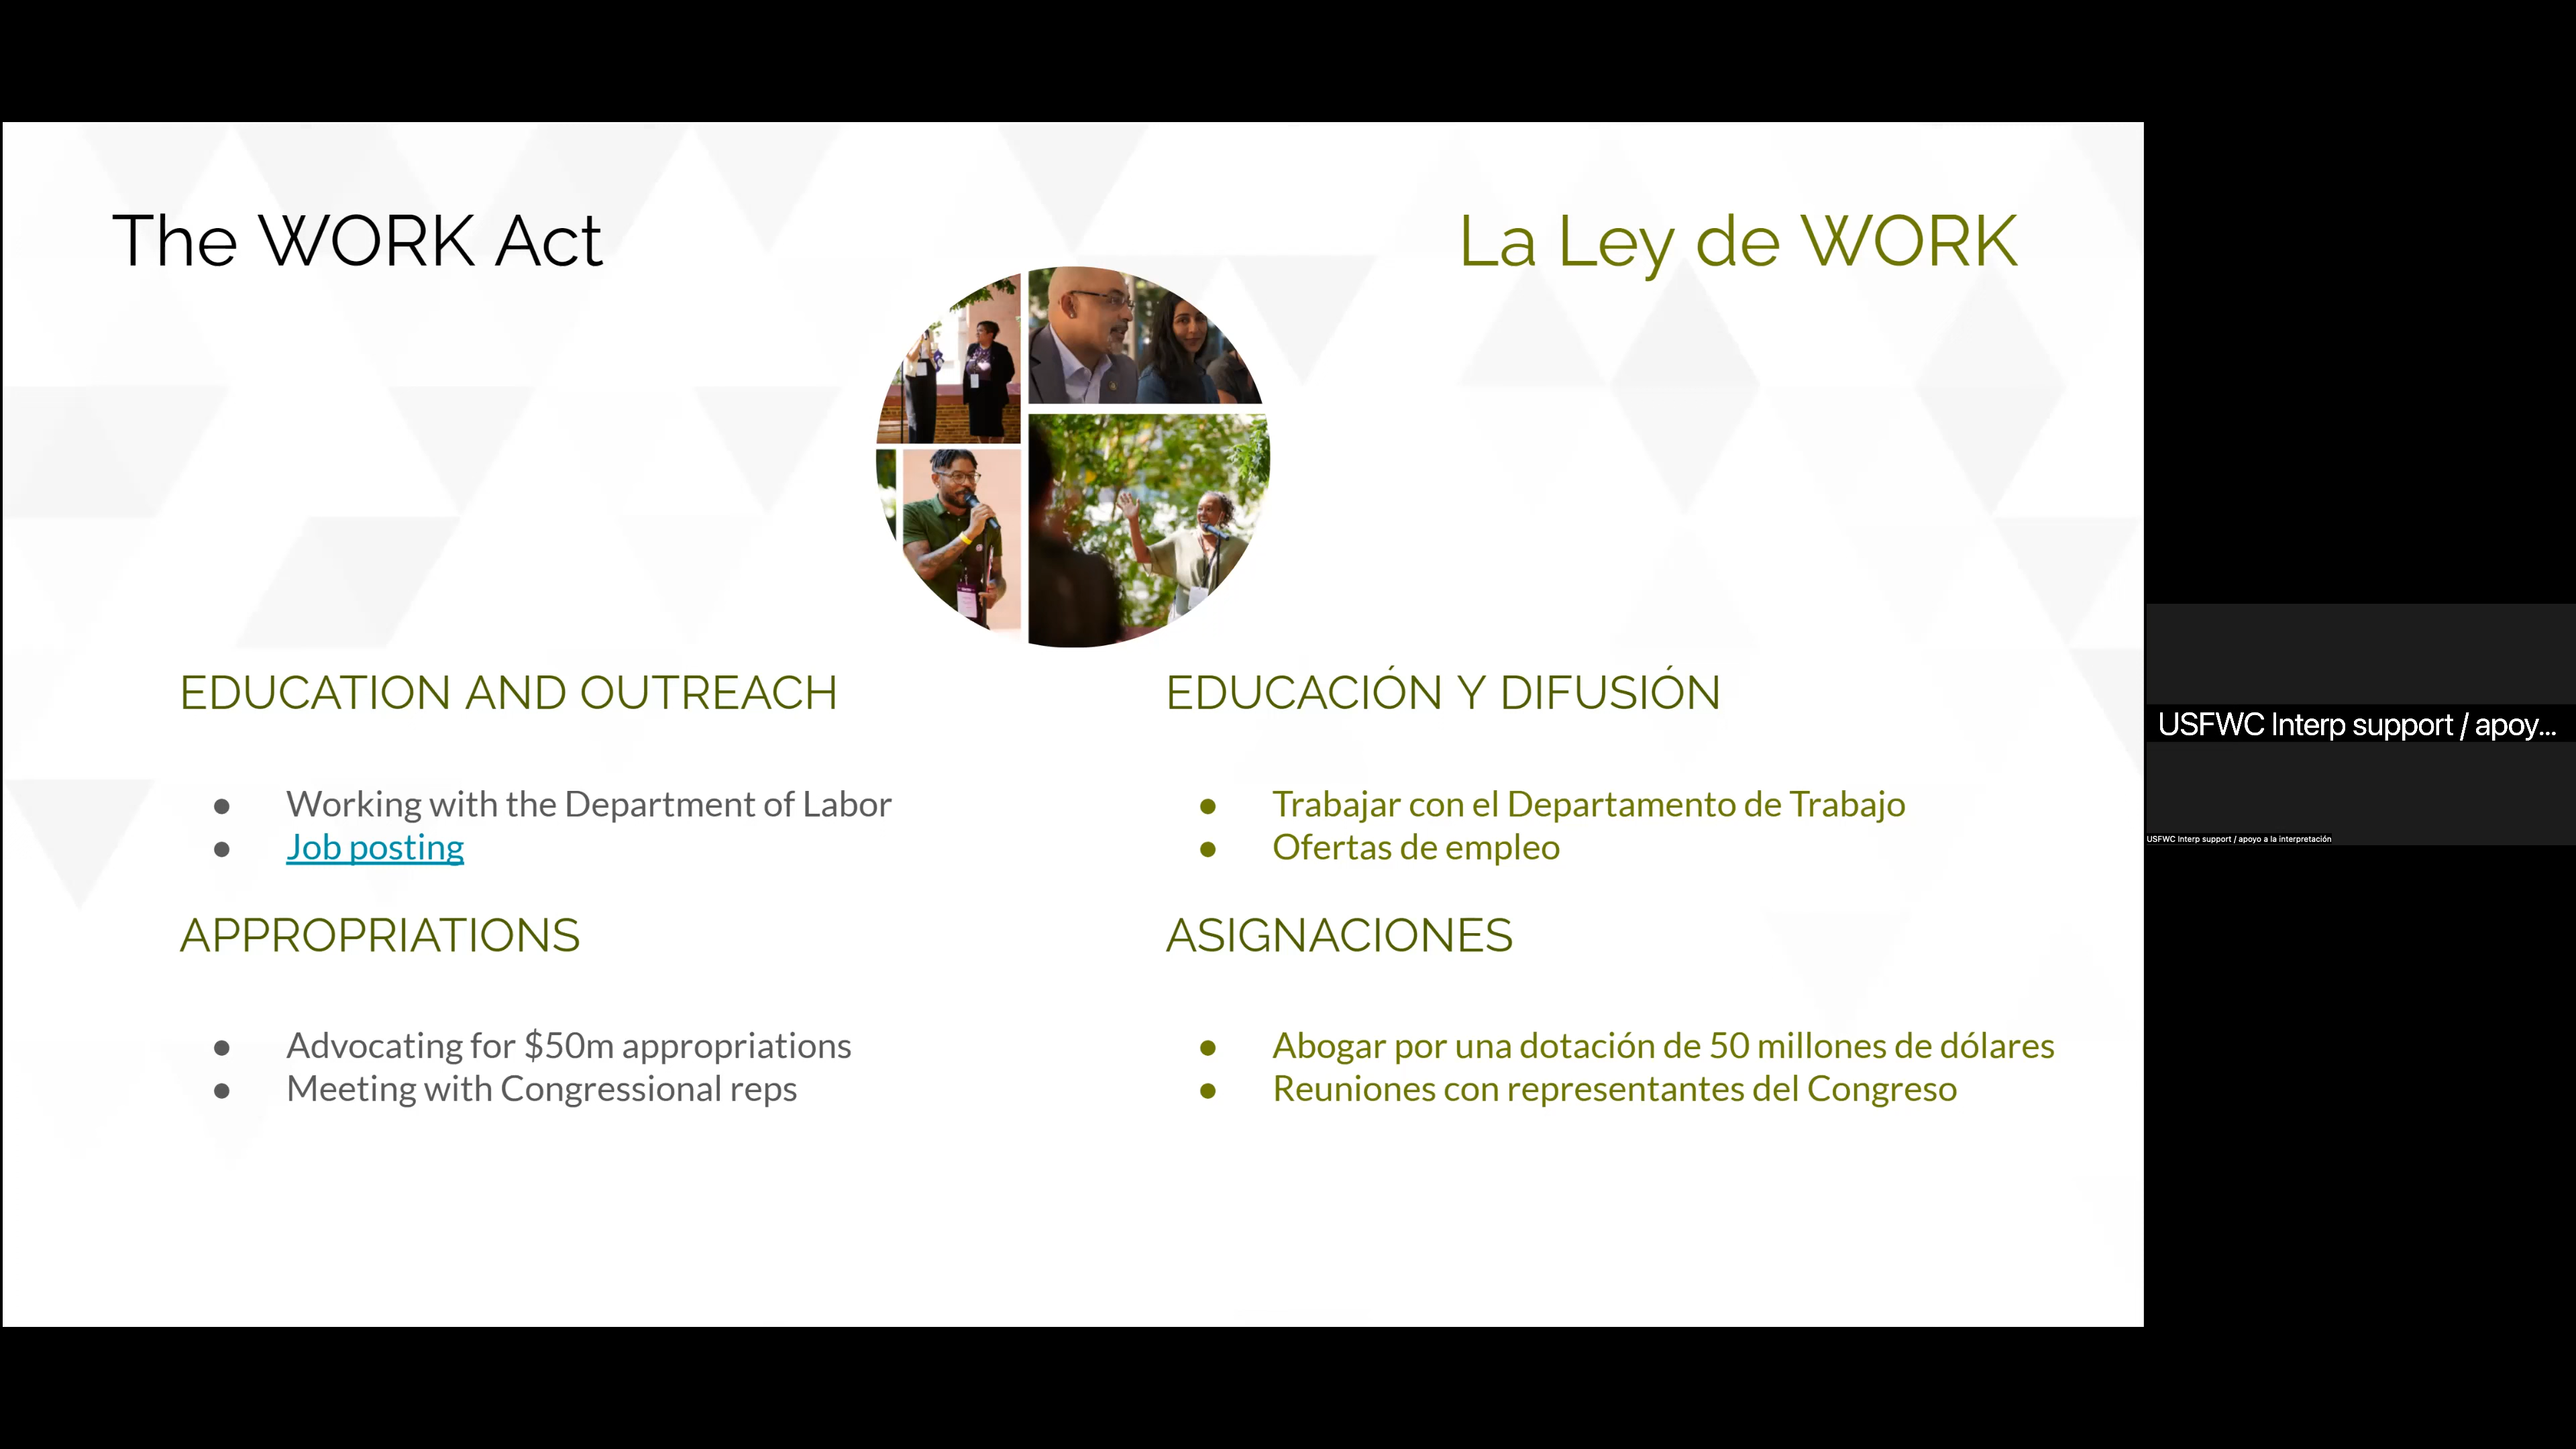 The WORK Act
La Ley de WORK
EDUCATION AND OUTREACH
● Working with the Department of Labor
● Job posting
APPROPRIATIONS
● Advocating for $50m appropriations
● Meeting with Congressional reps
EDUCACIÓN Y DIFUSIÓN
● Trabajar con el Departamento de Trabajo
● Ofertas de empleo
ASIGNACIONES
● Abogar por una dotación de 50 millones de dólares
● Reuniones con representantes del Congreso
USFWC Interp support / apoy...
USFWC Interp support / apoyo a la interpretación